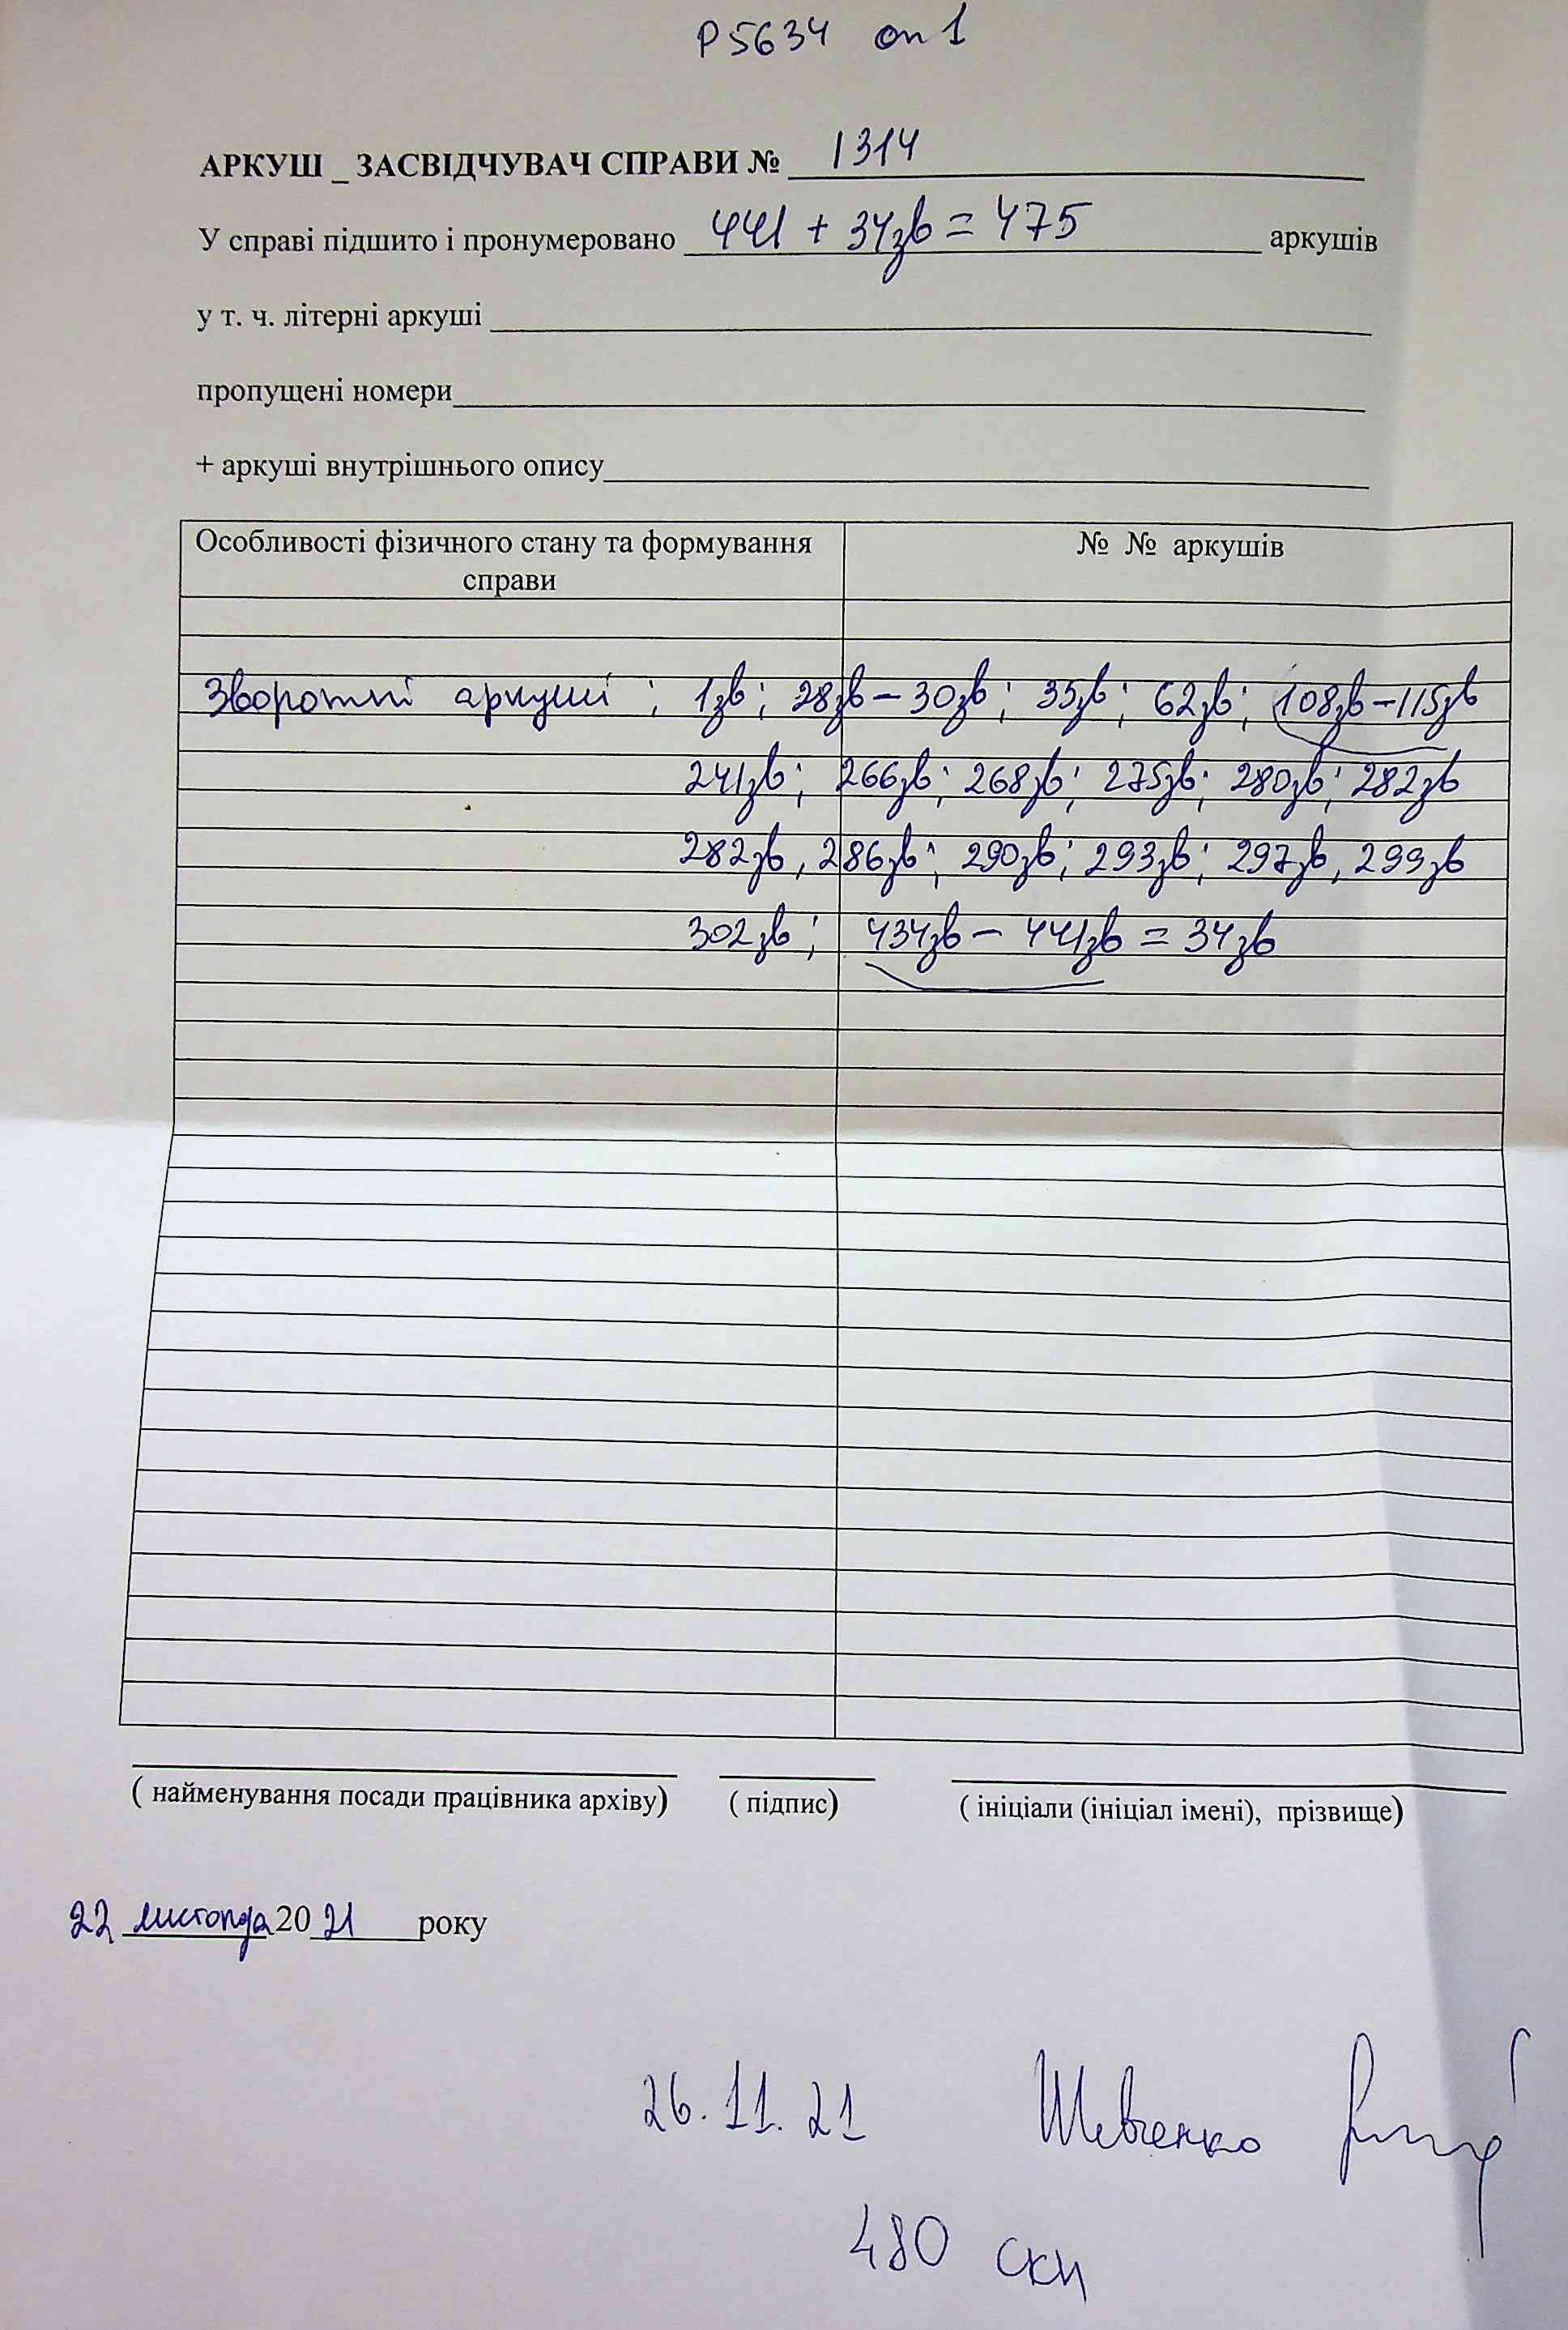 Р5634 оп 1
АРКУШ _ ЗАСВІДЧУВАЧ СПРАВИ № 1314
У справі підшито і пронумеровано 441 + 34зв = 475 аркушів
у т. ч. літерні аркуші
пропущені номери
+ аркуші внутрішнього опису
Особливості фізичного стану та формування справи № № аркушів
Зворотні аркуші ; 1зв; 28зв – 30зв; 35зв; 62зв; 108зв – 115зв
241зв; 266зв; 268зв; 275зв; 280зв; 282зв
282зв, 286зв; 290зв; 293зв; 297зв, 299зв
302зв; 434зв – 441зв = 34зв
( найменування посади працівника архіву) ( підпис) ( ініціали (ініціал імені), прізвище)
22 листопада 20 21 року
26.11.21 Шевченко
480 скн